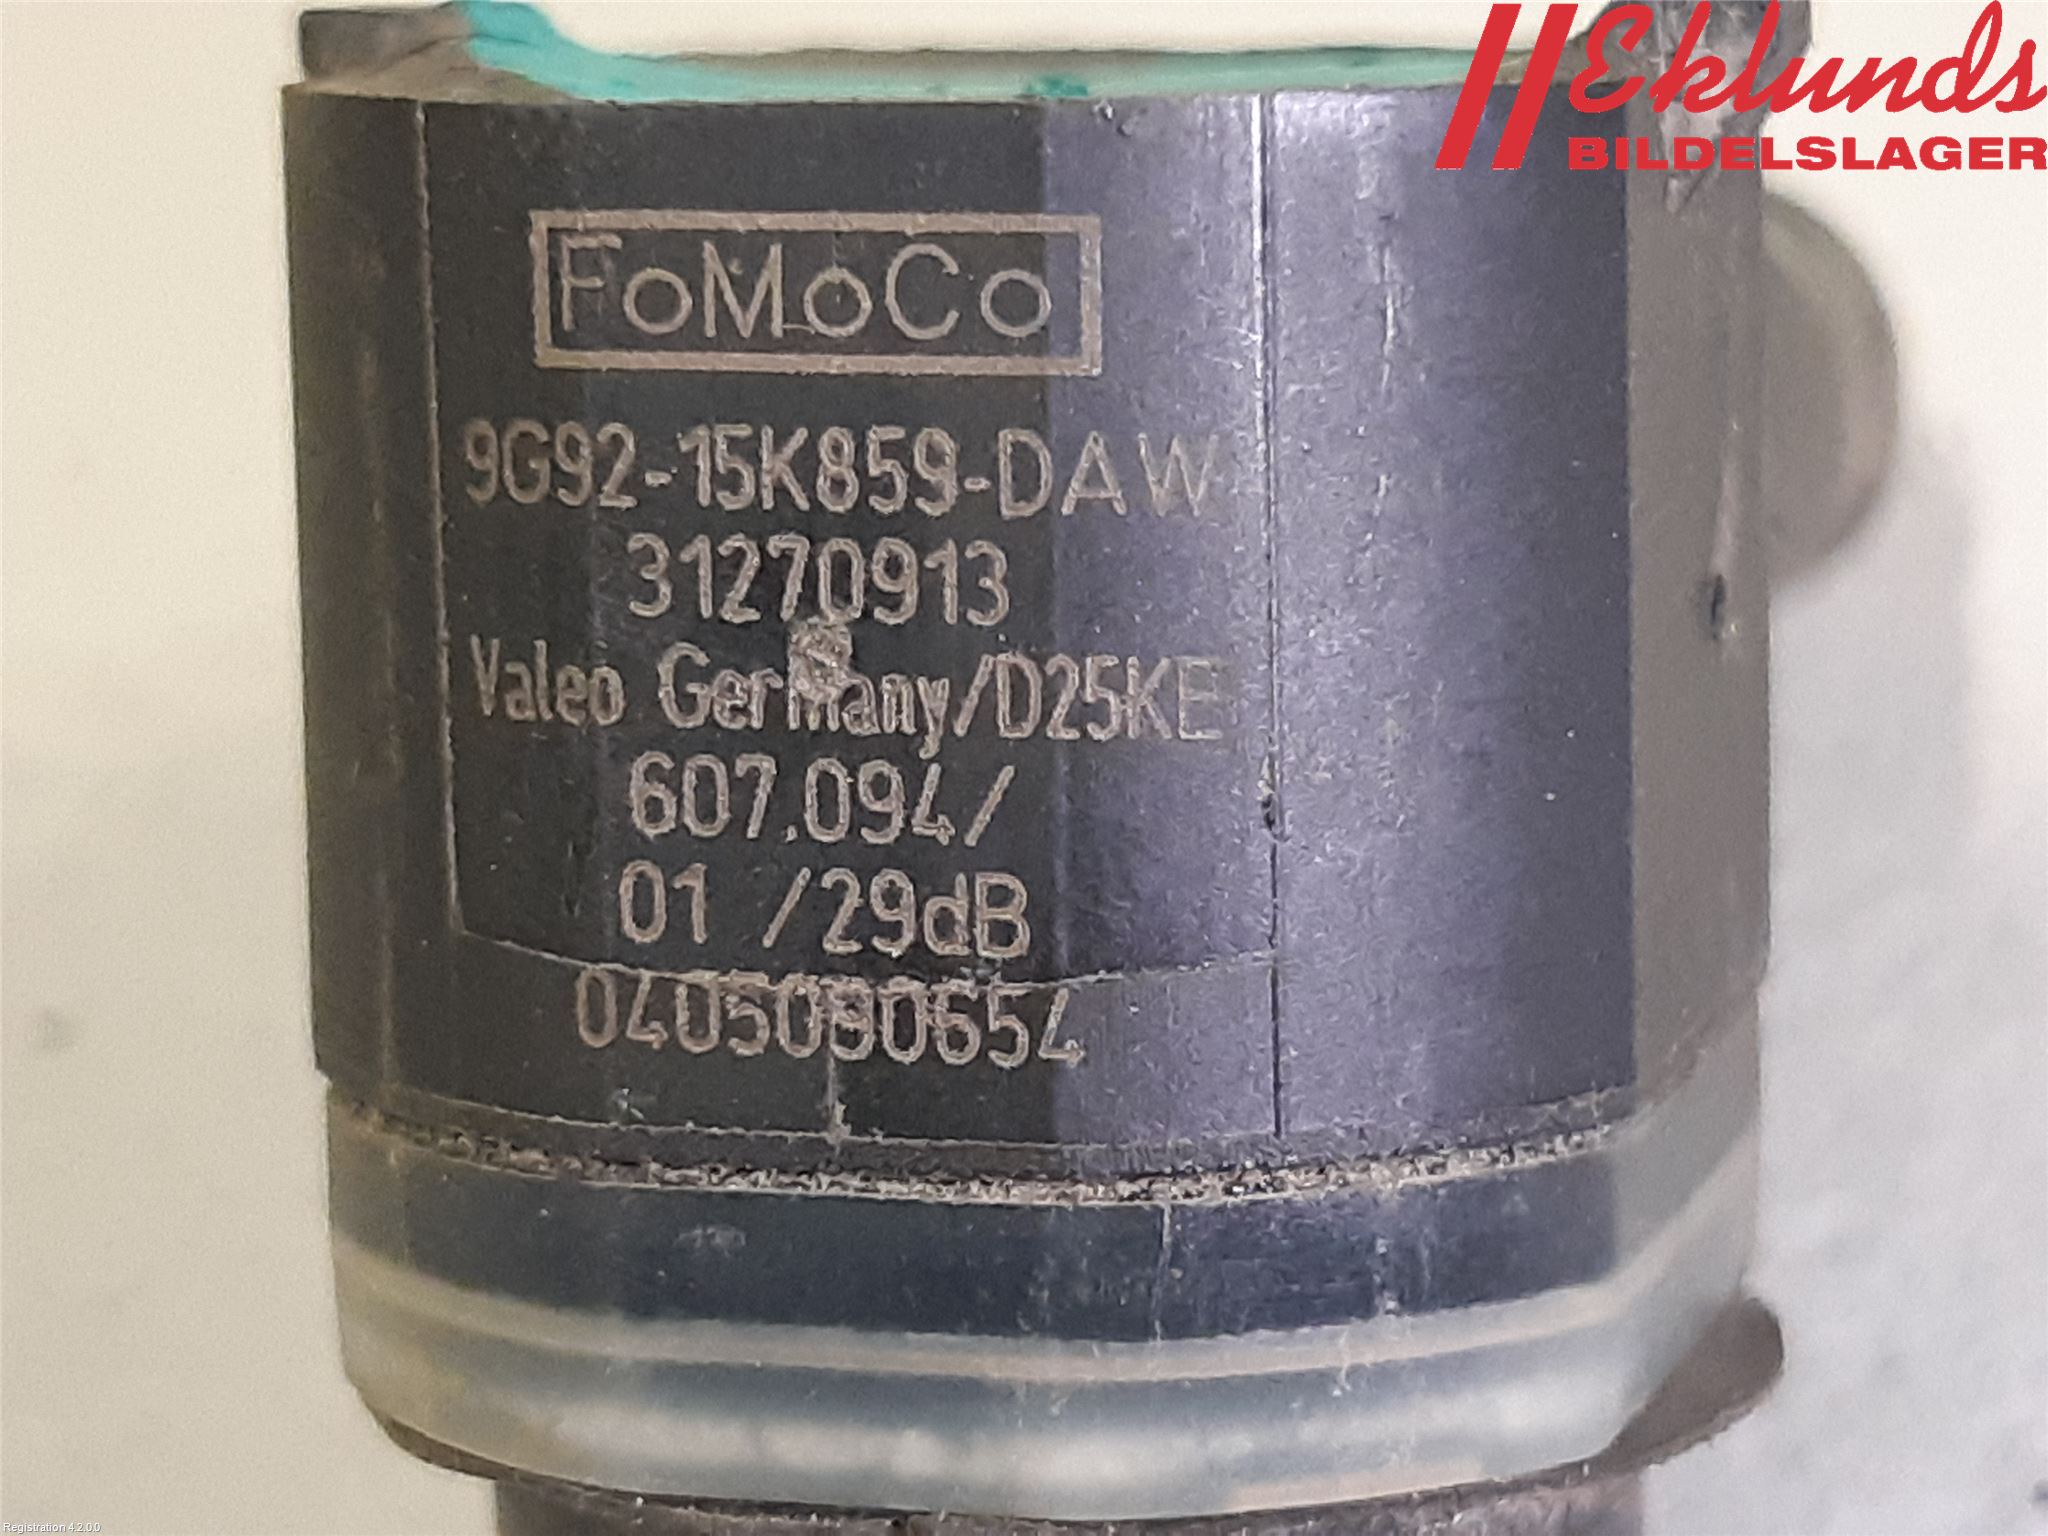 Eklunds
BILDELSLAGER
FoMoCo
9G92-15K859-DAW
31270913
Valeo Germany/D25KE
607.094/
01 /29dB
0405080654
Registration 4.2.0.0